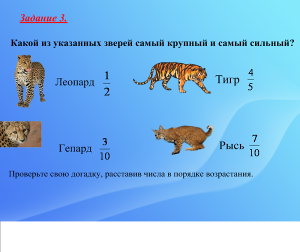 Задание 3.
Какой из указанных зверей самый крупный и самый сильный?
Леопард 1/2
Тигр 4/5
Гепард 3/10
Рысь 7/10
Проверьте свою догадку, расставив числа в порядке возрастания.